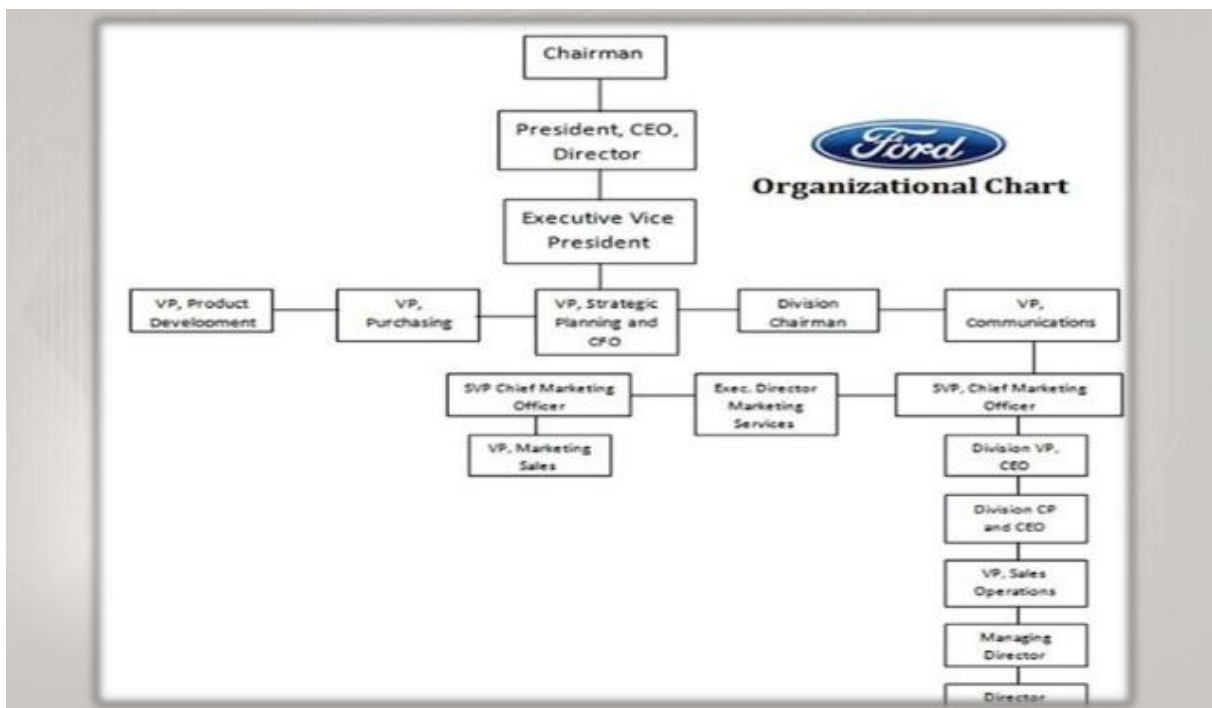 Chairman
President, CEO,
Director
Ford
Organizational Chart
Executive Vice
President
VP, Product
Develooment
VP,
Purchasing
VP, Strategic
Planning and
CFO
Division
Chairman
VP,
Communications
SVP Chief Marketing
Officer
Exec. Director
Marketing
Services
SVP, Chief Marketing
Officer
VP, Marketing
Sales
Division VP,
CEO
Division CP
and CEO
VP, Sales
Operations
Managing
Director
Director